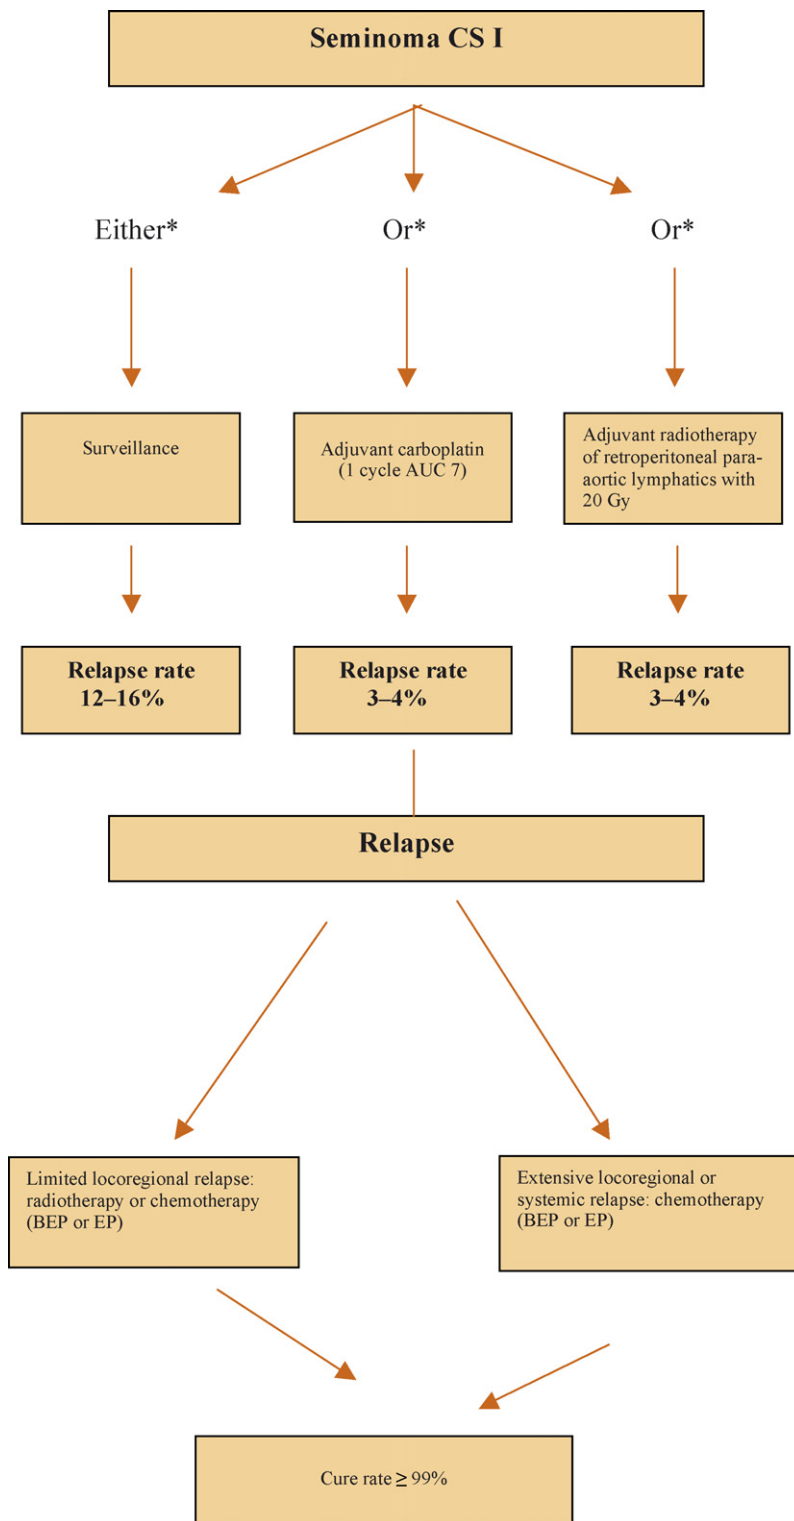 Seminoma CS I
Either*
Or*
Or*
Surveillance
Adjuvant carboplatin
(1 cycle AUC 7)
Adjuvant radiotherapy
of retroperitoneal para-
aortic lymphatics with
20 Gy
Relapse rate
12–16%
Relapse rate
3–4%
Relapse rate
3–4%
Relapse
Limited locoregional relapse:
radiotherapy or chemotherapy
(BEP or EP)
Extensive locoregional or
systemic relapse: chemotherapy
(BEP or EP)
Cure rate ≥ 99%